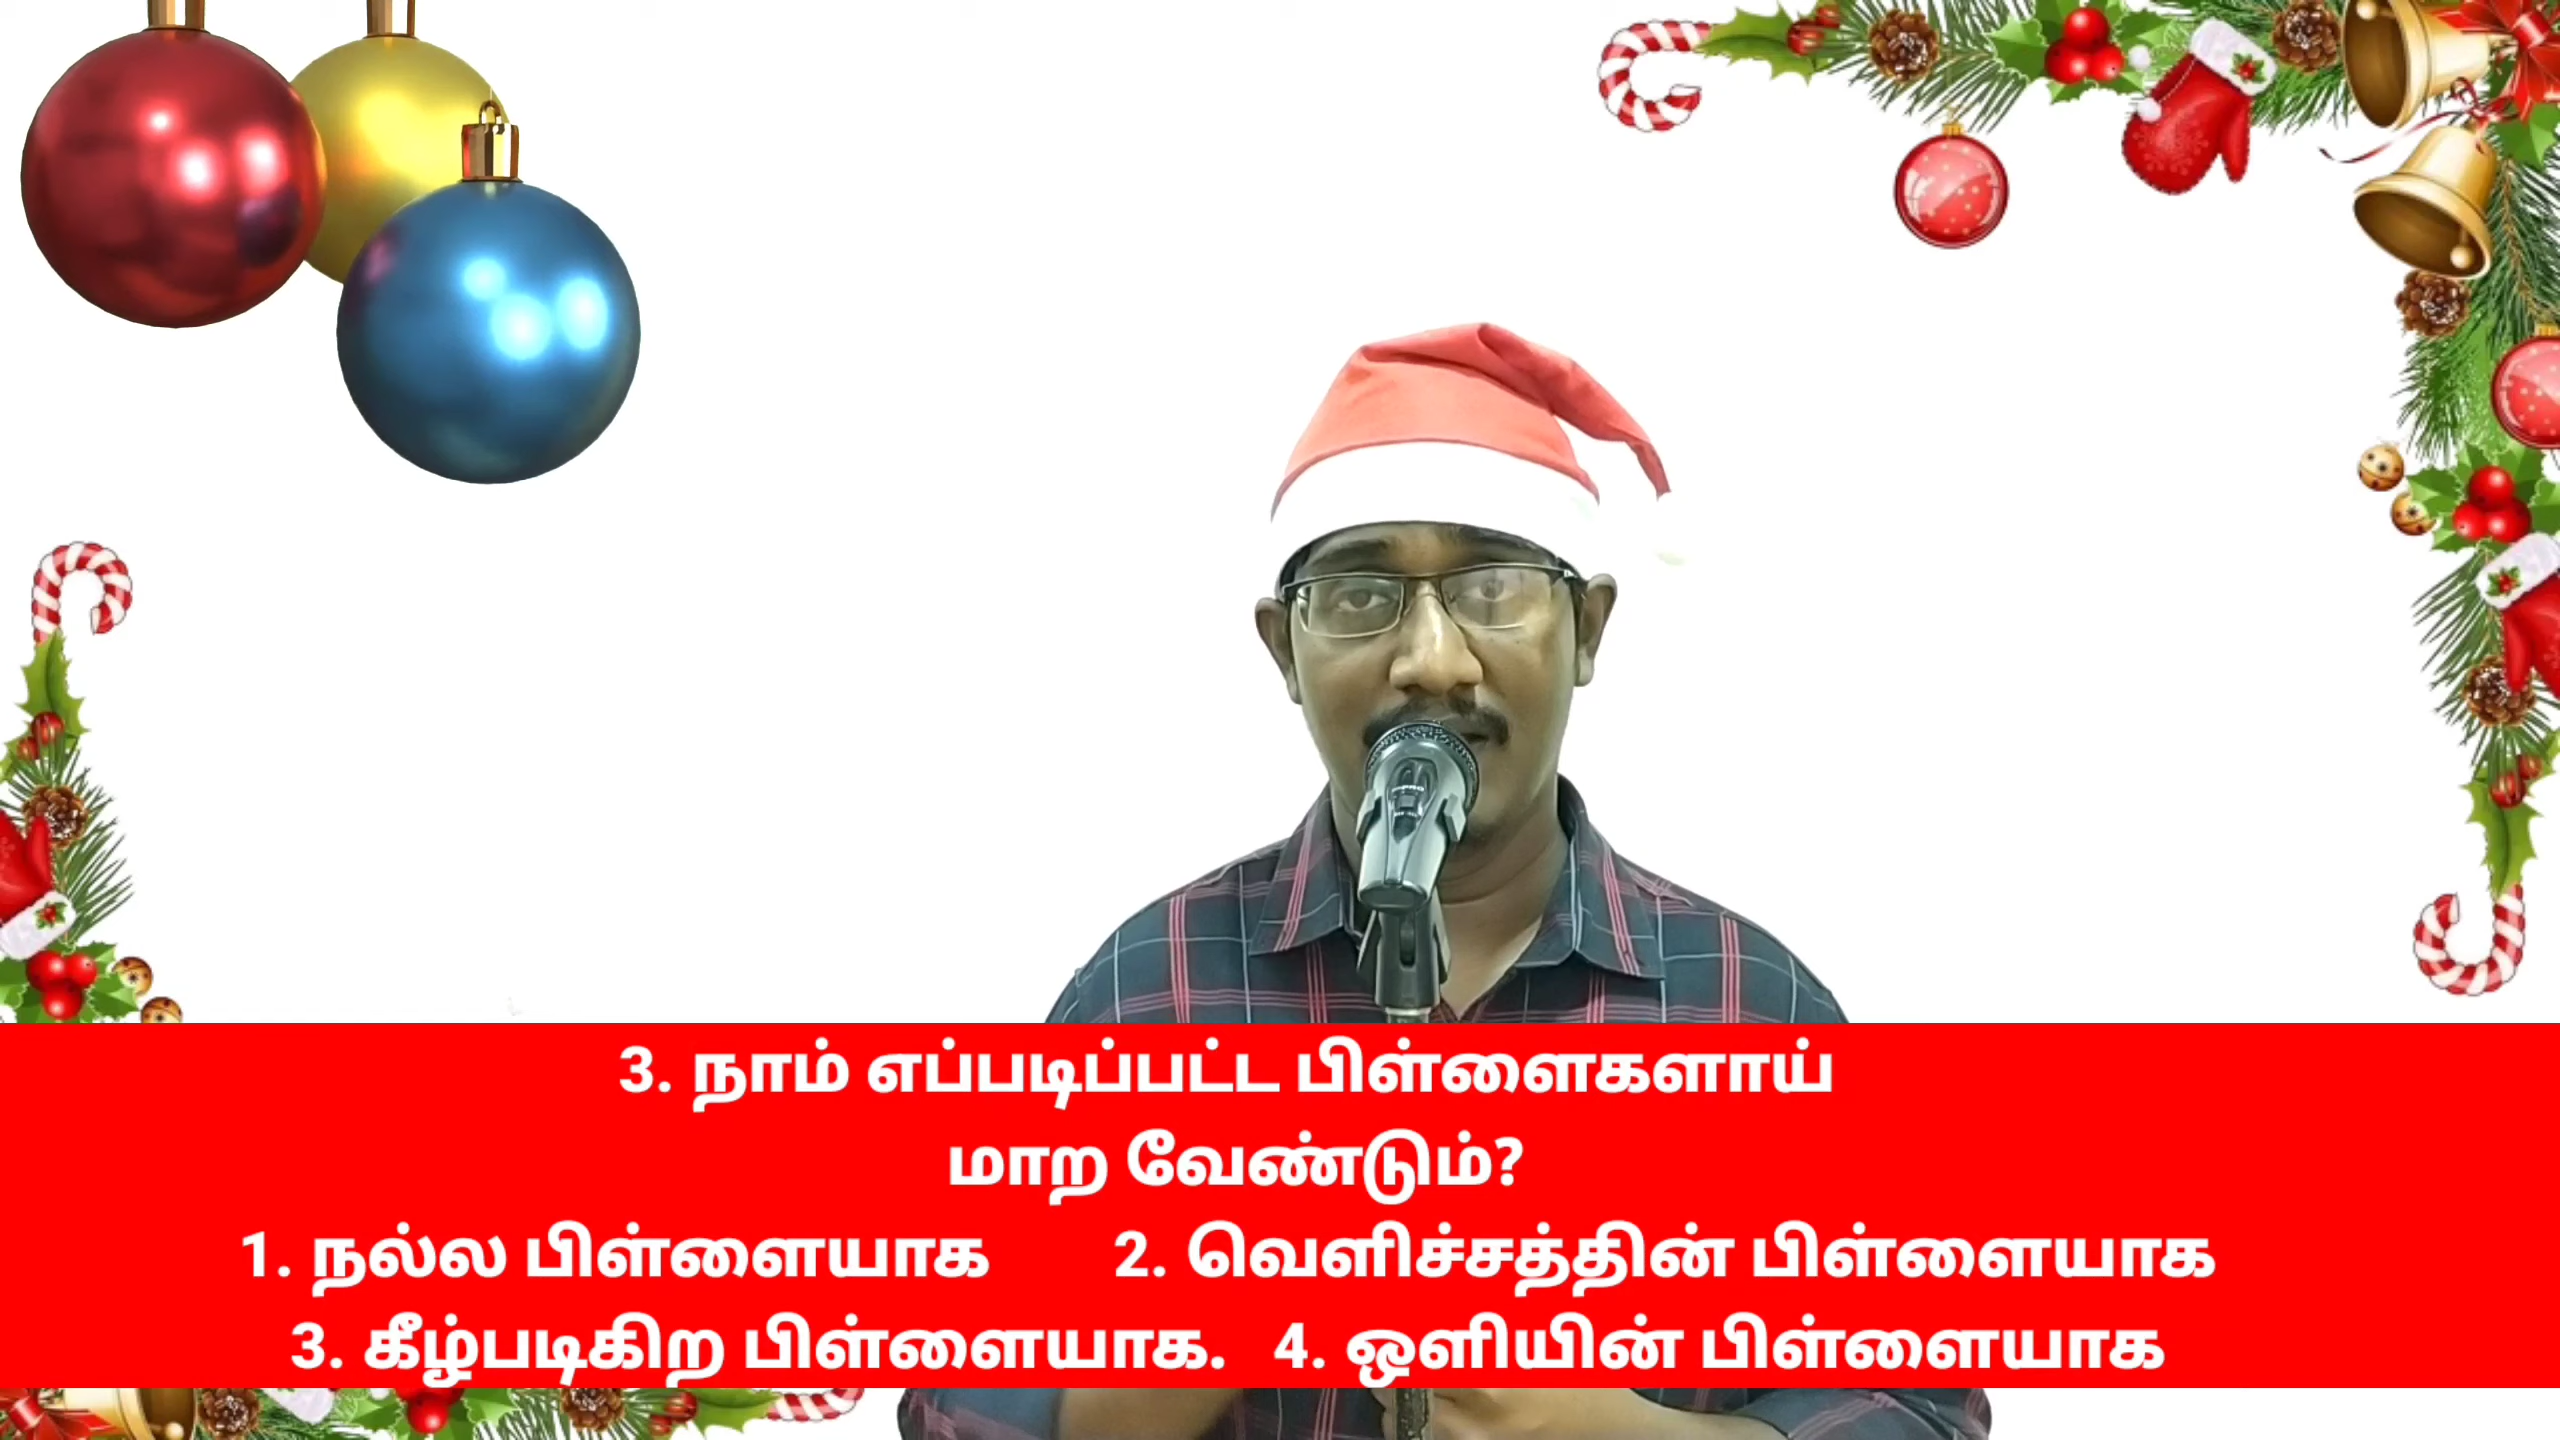 3. நாம் எப்படிப்பட்ட பிள்ளைகளாய்
மாற வேண்டும்?
1. நல்ல பிள்ளையாக 2. வெளிச்சத்தின் பிள்ளையாக
3. கீழ்படிகிற பிள்ளையாக. 4. ஒளியின் பிள்ளையாக